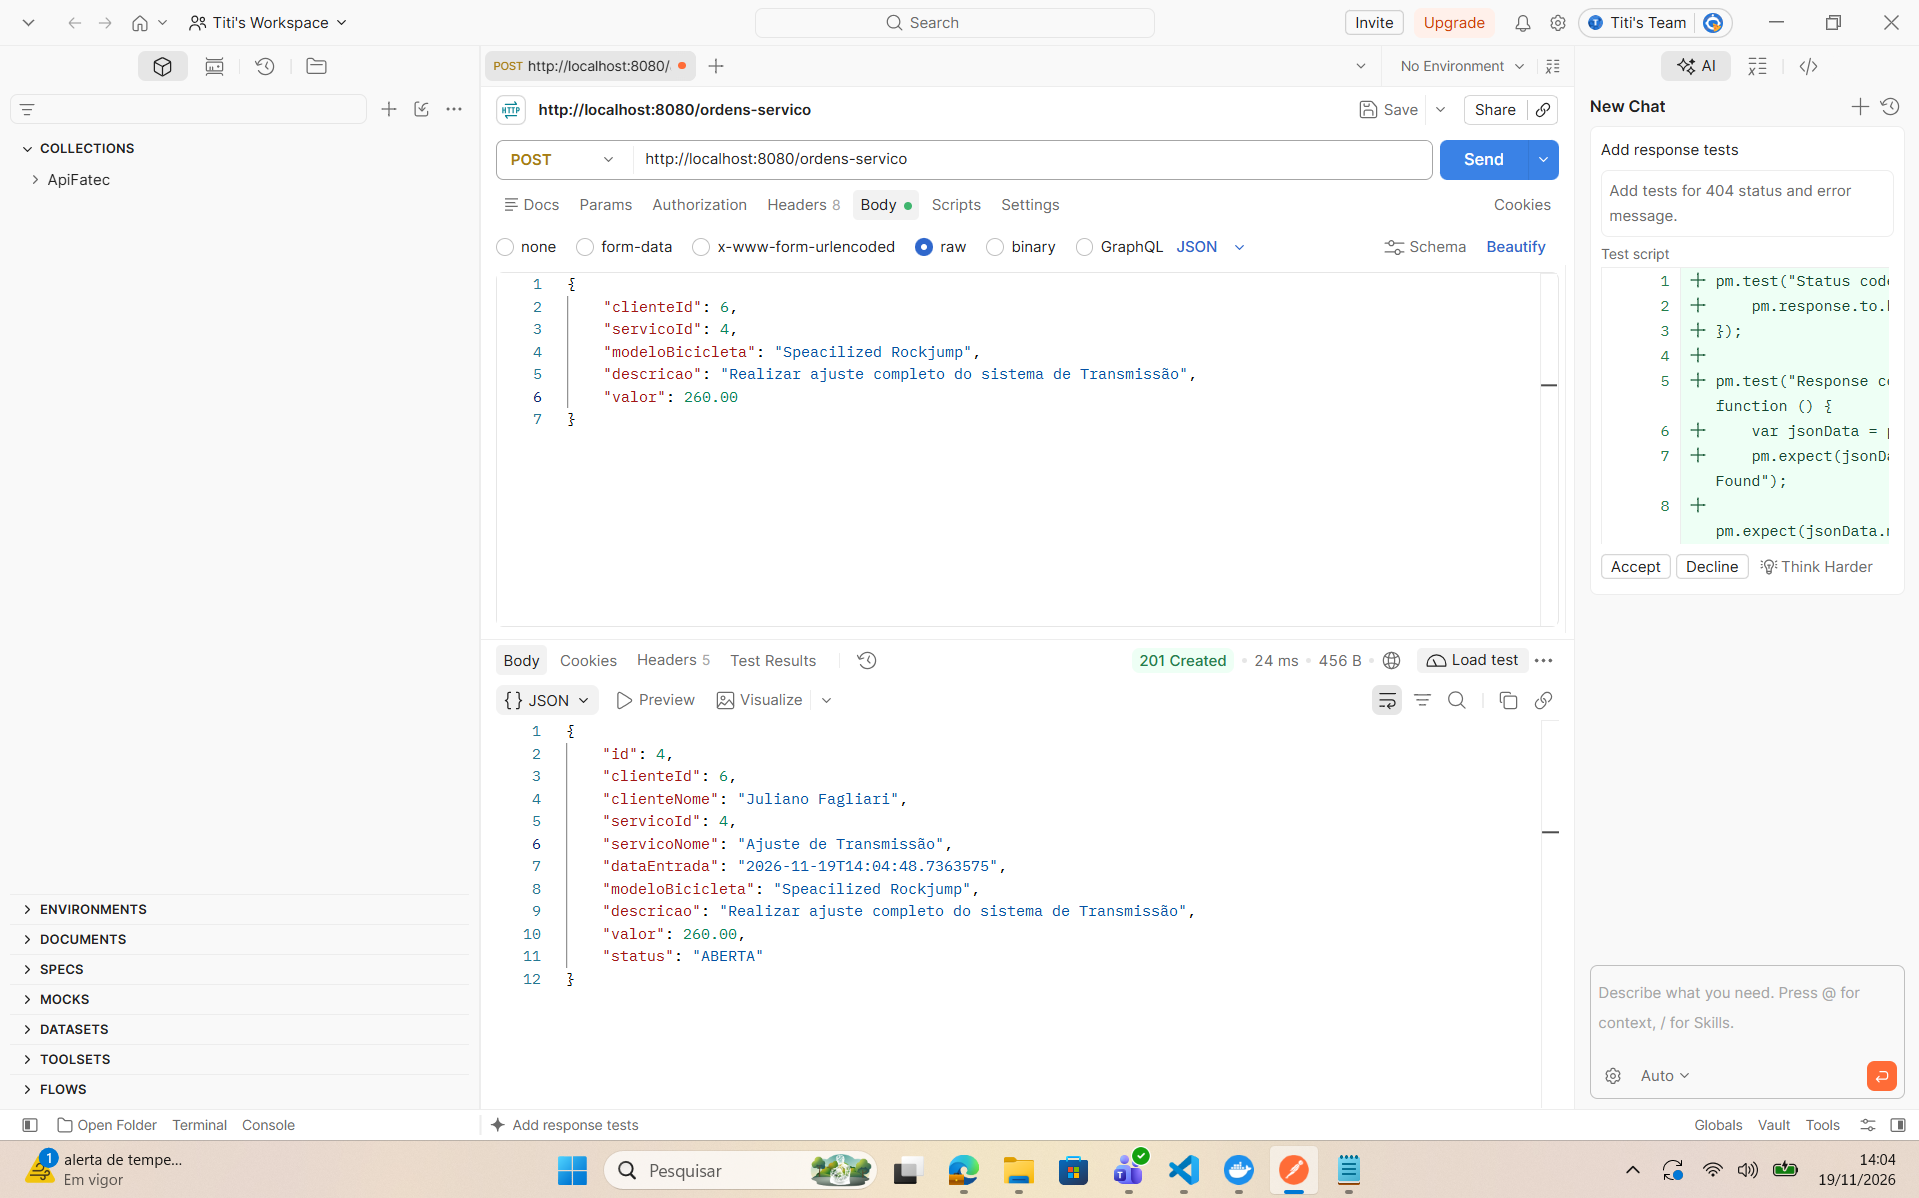 Titi's Workspace
Search
Invite
Upgrade
Titi's Team
POST http://localhost:8080/
No Environment
AI
HTTP
http://localhost:8080/ordens-servico
Save
Share
New Chat
COLLECTIONS
ApiFatec
POST
http://localhost:8080/ordens-servico
Send
Add response tests
Docs
Params
Authorization
Headers 8
Body
Scripts
Settings
Cookies
Add tests for 404 status and error
message.
none
form-data
x-www-form-urlencoded
raw
binary
GraphQL
JSON
Schema
Beautify
Test script
1 {
2 "clienteId": 6,
3 "servicoId": 4,
4 "modeloBicicleta": "Speacilized Rockjump",
5 "descricao": "Realizar ajuste completo do sistema de Transmissão",
6 "valor": 260.00
7 }
1 + pm.test("Status code
2 + pm.response.to.
3 + });
4 +
5 + pm.test("Response
function () {
6 + var jsonData =
7 + pm.expect(
Found");
8 +
pm.expect(jsonData.
Accept
Decline
Think Harder
Body
Cookies
Headers 5
Test Results
201 Created
24 ms
456 B
Load test
{} JSON
Preview
Visualize
1 {
2 "id": 4,
3 "clienteId": 6,
4 "clienteNome": "Juliano Fagliari",
5 "servicoId": 4,
6 "servicoNome": "Ajuste de Transmissão",
7 "dataEntrada": "2026-11-19T14:04:48.7363575",
8 "modeloBicicleta": "Speacilized Rockjump",
9 "descricao": "Realizar ajuste completo do sistema de Transmissão",
10 "valor": 260.00,
11 "status": "ABERTA"
12 }
ENVIRONMENTS
DOCUMENTS
SPECS
MOCKS
DATASETS
TOOLSETS
FLOWS
Describe what you need. Press @ for
context, / for Skills.
Auto
Open Folder
Terminal
Console
Add response tests
Globals
Vault
Tools
1
alerta de tempe...
Em vigor
Pesquisar
14:04
19/11/2026